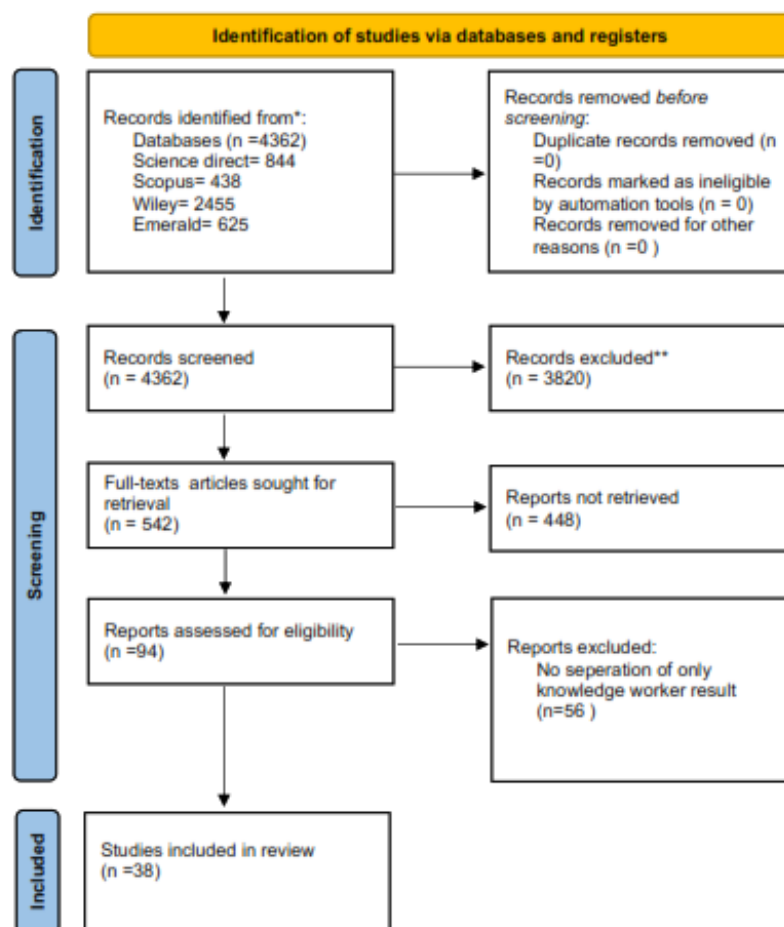 Identification of studies via databases and registers
Identification
Records identified from*:
Databases (n =4362)
Science direct= 844
Scopus= 438
Wiley= 2455
Emerald= 625
Records removed before
screening:
Duplicate records removed (n
=0)
Records marked as ineligible
by automation tools (n = 0)
Records removed for other
reasons (n =0 )
Screening
Records screened
(n = 4362)
Records excluded**
(n = 3820)
Full-texts articles sought for
retrieval
(n = 542)
Reports not retrieved
(n = 448)
Reports assessed for eligibility
(n =94)
Reports excluded:
No seperation of only
knowledge worker result
(n=56 )
Included
Studies included in review
(n =38)